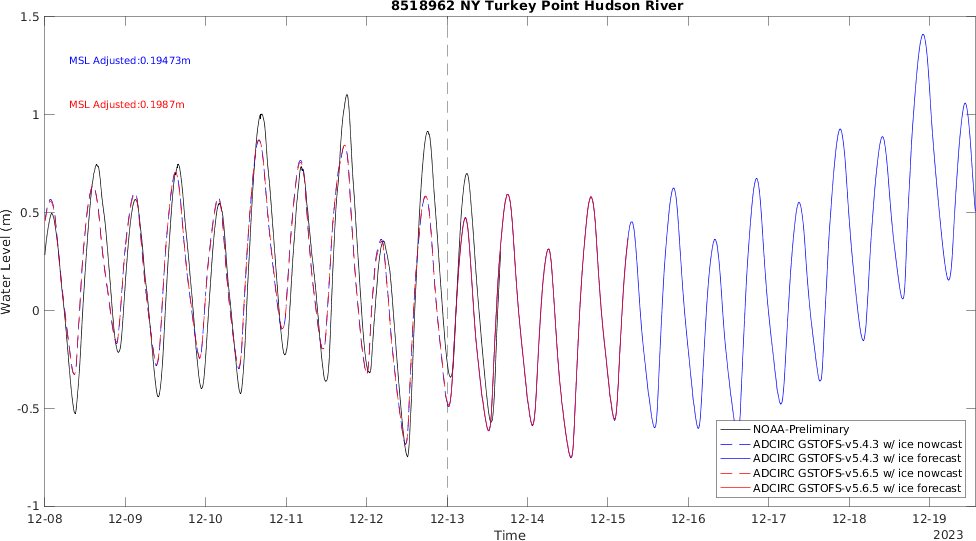 8518962 NY Turkey Point Hudson River
1.5
1
0.5
0
-0.5
-1
Water Level (m)
MSL Adjusted:0.19473m
MSL Adjusted:0.1987m
NOAA-Preliminary
ADCIRC GSTOFS-v5.4.3 w/ ice nowcast
ADCIRC GSTOFS-v5.4.3 w/ ice forecast
ADCIRC GSTOFS-v5.6.5 w/ ice nowcast
ADCIRC GSTOFS-v5.6.5 w/ ice forecast
12-08 12-09 12-10 12-11 12-12 12-13 12-14 12-15 12-16 12-17 12-18 12-19
Time
2023